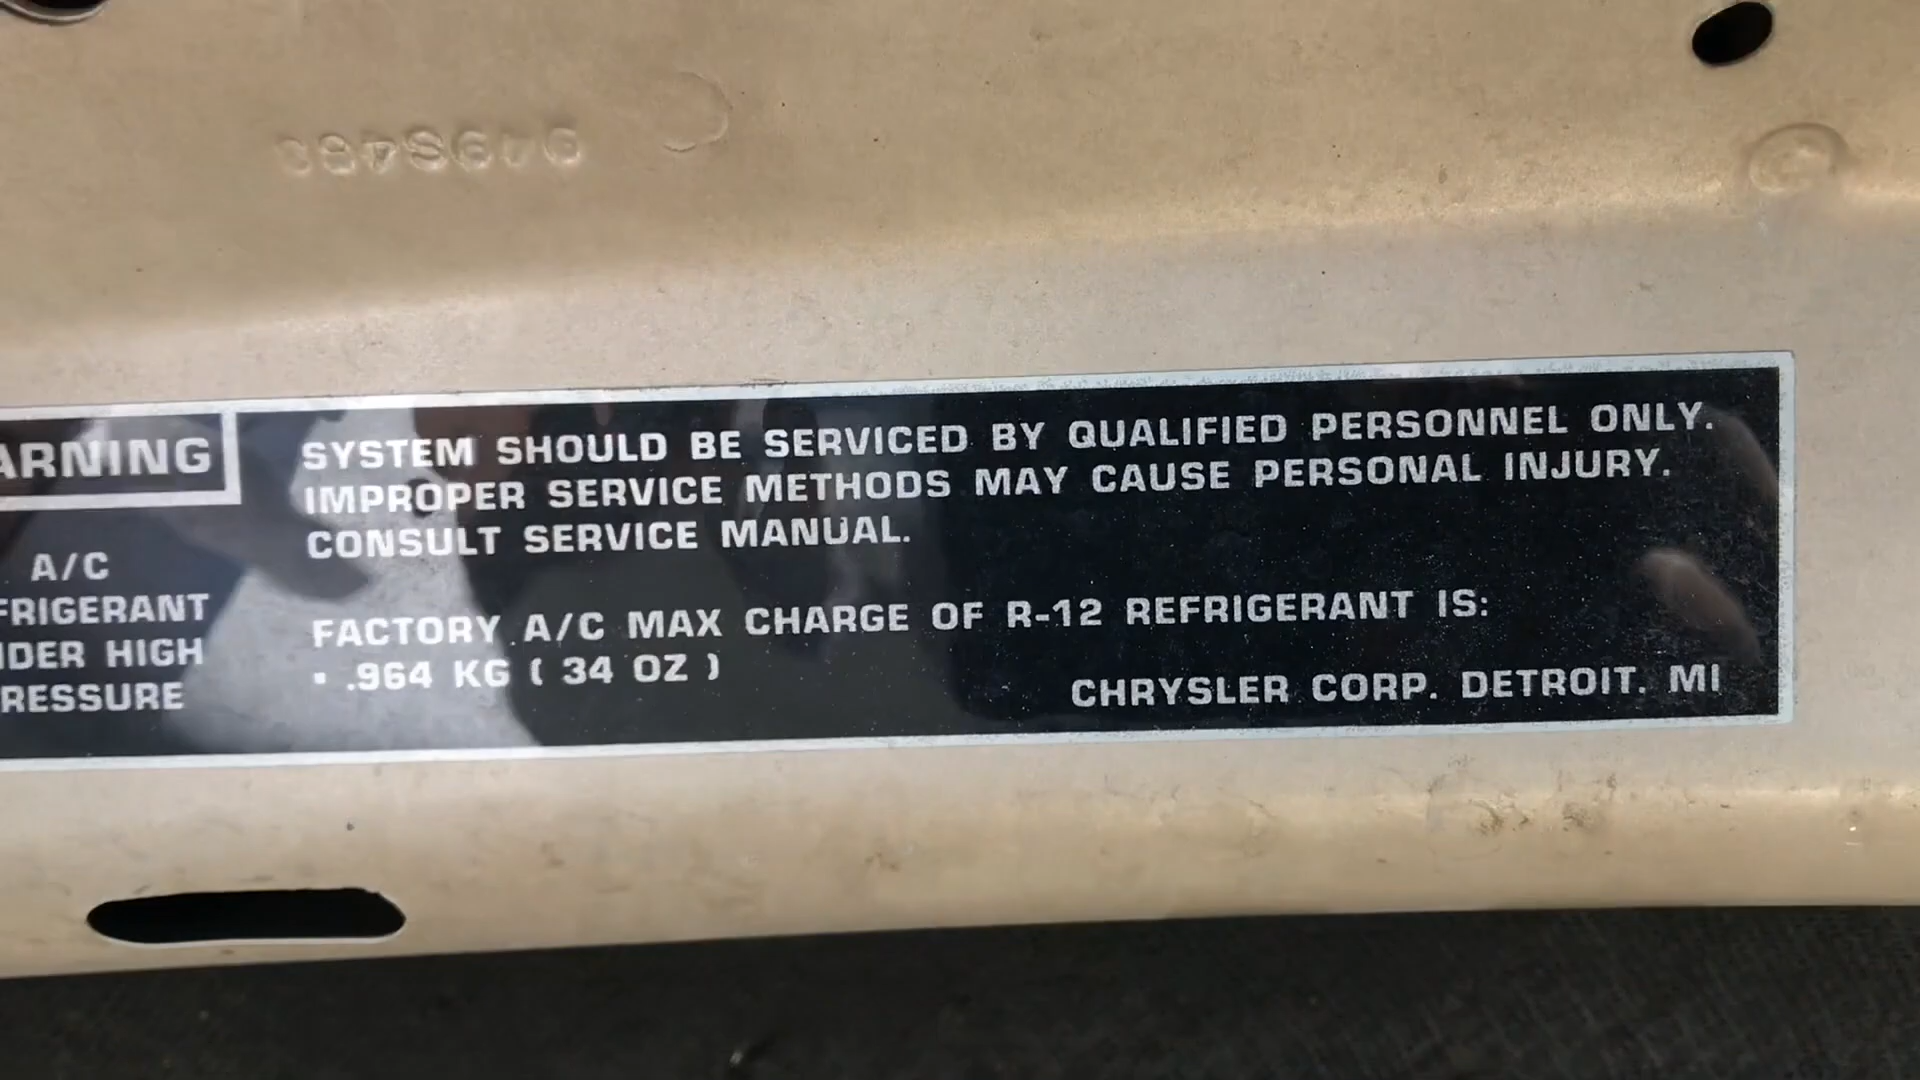 ARNING
A/C
FRIGERANT
DER HIGH
RESSURE
SYSTEM SHOULD BE SERVICED BY QUALIFIED PERSONNEL ONLY.
IMPROPER SERVICE METHODS MAY CAUSE PERSONAL INJURY.
CONSULT SERVICE MANUAL.
FACTORY A/C MAX CHARGE OF R-12 REFRIGERANT IS:
• .964 KG ( 34 OZ )
CHRYSLER CORP. DETROIT. MI